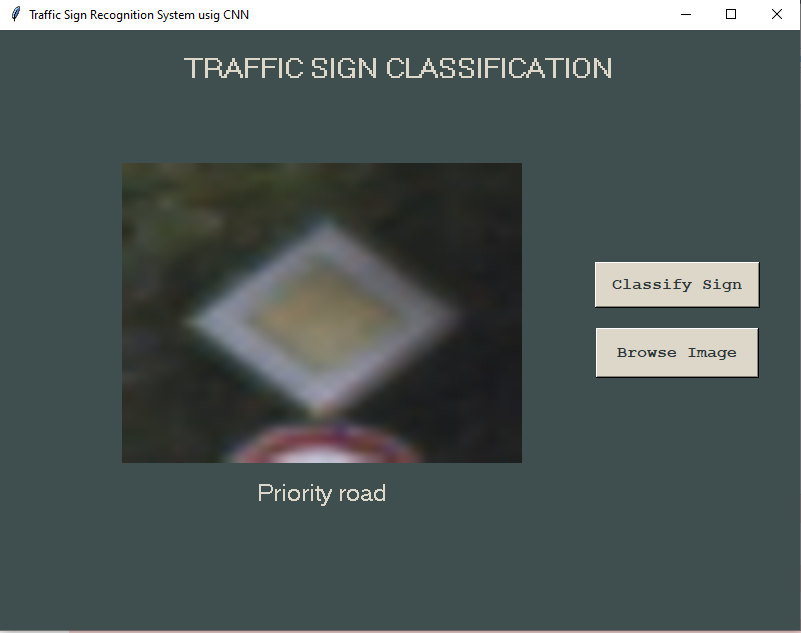 Traffic Sign Recognition System usig CNN
TRAFFIC SIGN CLASSIFICATION
Classify Sign
Browse Image
Priority road